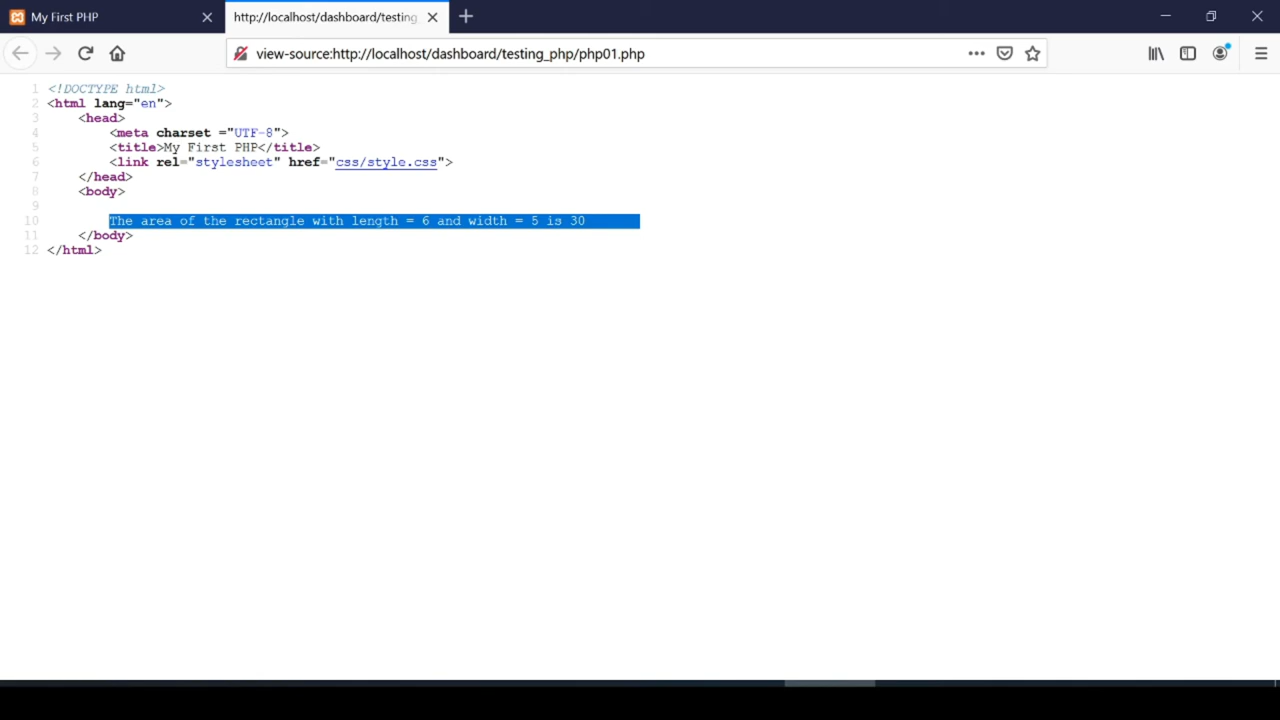 My First PHP
http://localhost/dashboard/testing_
view-source:http://localhost/dashboard/testing_php/php01.php
1 <!DOCTYPE html>
2 <html lang="en">
3 <head>
4 <meta charset ="UTF-8">
5 <title>My First PHP</title>
6 <link rel="stylesheet" href="css/style.css">
7 </head>
8 <body>
9
10 The area of the rectangle with length = 6 and width = 5 is 30
11 </body>
12 </html>